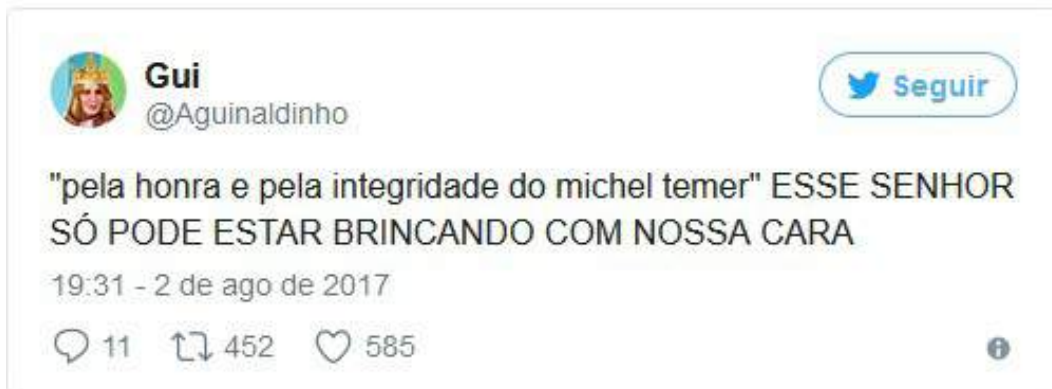 Gui
@Aguinaldinho
Seguir
"pela honra e pela integridade do michel temer" ESSE SENHOR
SÓ PODE ESTAR BRINCANDO COM NOSSA CARA
19:31 - 2 de ago de 2017
11 452 585